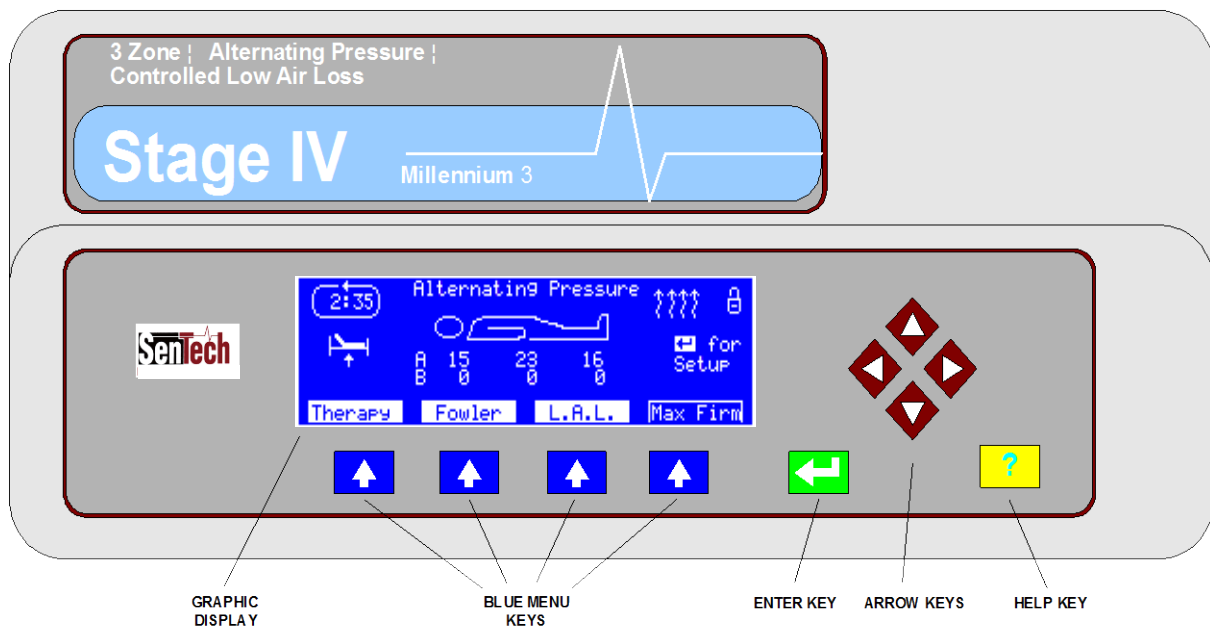 3 Zone ¦ Alternating Pressure ¦
Controlled Low Air Loss
Stage IV
Millennium 3
SenTech
2:35
Alternating Pressure
for
Setup
A 15 23 16
B 0 0 0
Therapy Fowler L.A.L. Max Firm
?
GRAPHIC
DISPLAY
BLUE MENU
KEYS
ENTER KEY
ARROW KEYS
HELP KEY